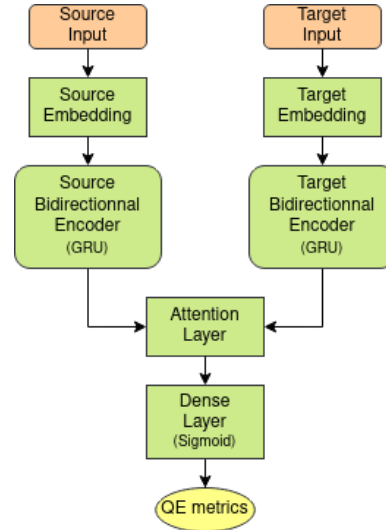 Source
Input
Target
Input
Source
Embedding
Target
Embedding
Source
Bidirectionnal
Encoder
(GRU)
Target
Bidirectionnal
Encoder
(GRU)
Attention
Layer
Dense
Layer
(Sigmoid)
QE metrics